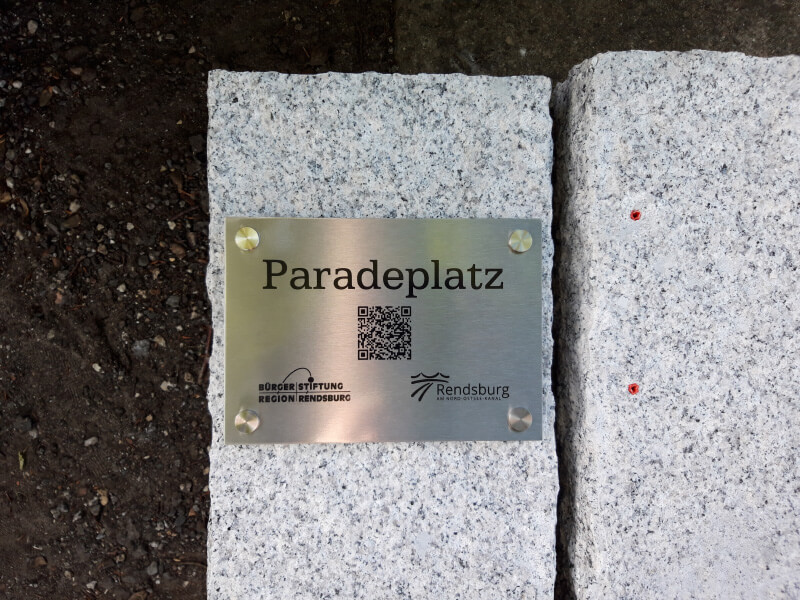 Paradeplatz
BÜRGER STIFTUNG
REGION RENDSBURG
Rendsburg
AM NORD-OSTSEE-KANAL